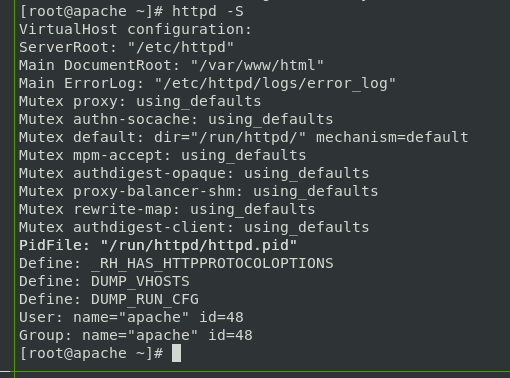 [root@apache ~]# httpd -S
VirtualHost configuration:
ServerRoot: "/etc/httpd"
Main DocumentRoot: "/var/www/html"
Main ErrorLog: "/etc/httpd/logs/error_log"
Mutex proxy: using_defaults
Mutex authn-socache: using_defaults
Mutex default: dir="/run/httpd/" mechanism=default
Mutex mpm-accept: using_defaults
Mutex authdigest-opaque: using_defaults
Mutex proxy-balancer-shm: using_defaults
Mutex rewrite-map: using_defaults
Mutex authdigest-client: using_defaults
PidFile: "/run/httpd/httpd.pid"
Define: _RH_HAS_HTTPPROTOCOLOPTIONS
Define: DUMP_VHOSTS
Define: DUMP_RUN_CFG
User: name="apache" id=48
Group: name="apache" id=48
[root@apache ~]#